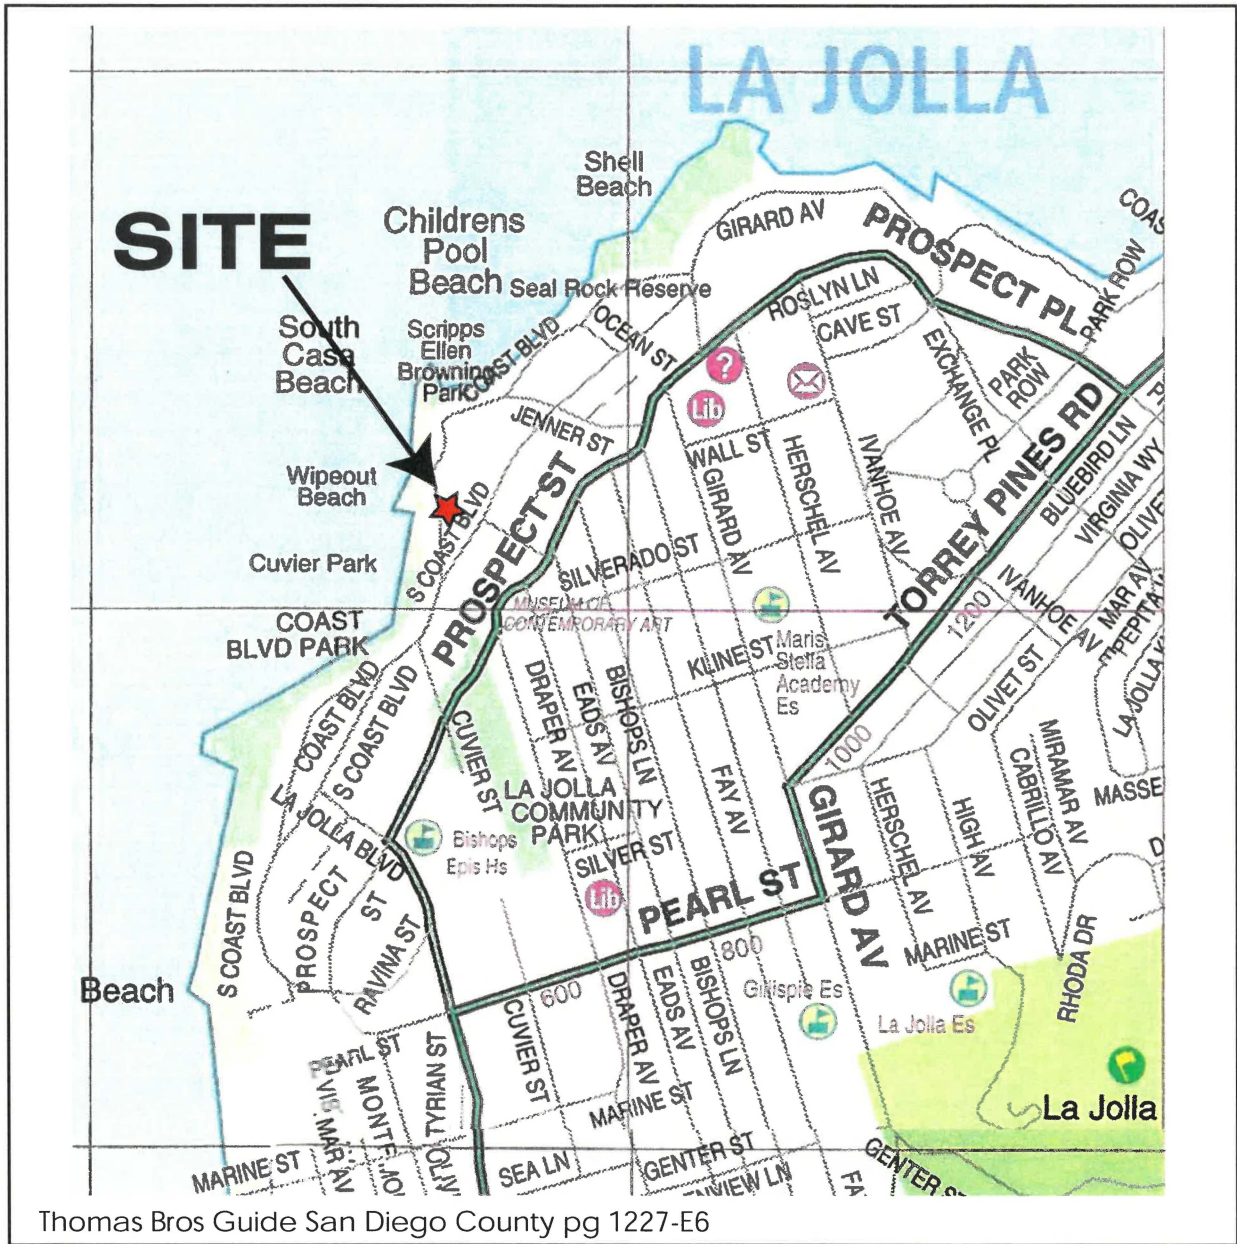 LA JOLLA
Shell
Beach
SITE
Childrens
Pool
Beach
Seal Rock Reserve
GIRARD AV
PROSPECT PL
PARK ROW
ROSLYN LN
CAVE ST
OCEAN ST
COAST BLVD
South
Casa
Beach
Scripps
Ellen
Browning
Park
?
Lib
EXCHANGE PL
PARK
ROW
JENNER ST
WALL ST
GIRARD AV
HERSCHEL AV
IVANHOE AV
TORREY PINES RD
BLUEBIRD LN
VIRGINIA WY
Wipeout
Beach
S COAST BLVD
PROSPECT ST
SILVERADO ST
Cuvier Park
MUSEUM OF
CONTEMPORARY ART
COAST
BLVD PARK
1200
IVANHOE AV
MAR AV
KLINE ST
Maris
Stella
Academy
Es
OLIVET ST
COAST BLVD
S COAST BLVD
CUVIER ST
DRAPER AV
EADS AV
BISHOPS LN
FAY AV
1000
LA JOLLA
COMMUNITY
PARK
LA JOLLA BLVD
Bishops
Epis Hs
SILVER ST
Lib
GIRARD AV
HERSCHEL AV
HIGH AV
CABRILLO AV
MIRAMAR AV
MASSE
S COAST BLVD
PROSPECT
ST
RAVINA ST
PEARL ST
800
600
MARINE ST
RHODA DR
Beach
CUVIER ST
DRAPER AV
EADS AV
BISHOPS LN
Gillispie Es
La Jolla Es
PEARL ST
TYRIAN ST
MAR AV
MARINE ST
La Jolla
MARINE ST
SEA LN
GENTER ST
GENTER ST
Thomas Bros Guide San Diego County pg 1227-E6